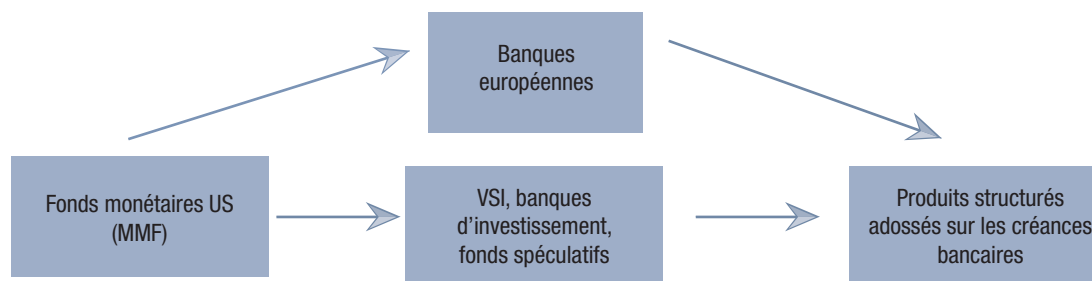 Banques
européennes
Fonds monétaires US
(MMF)
VSI, banques
d’investissement,
fonds spéculatifs
Produits structurés
adossés sur les créances
bancaires